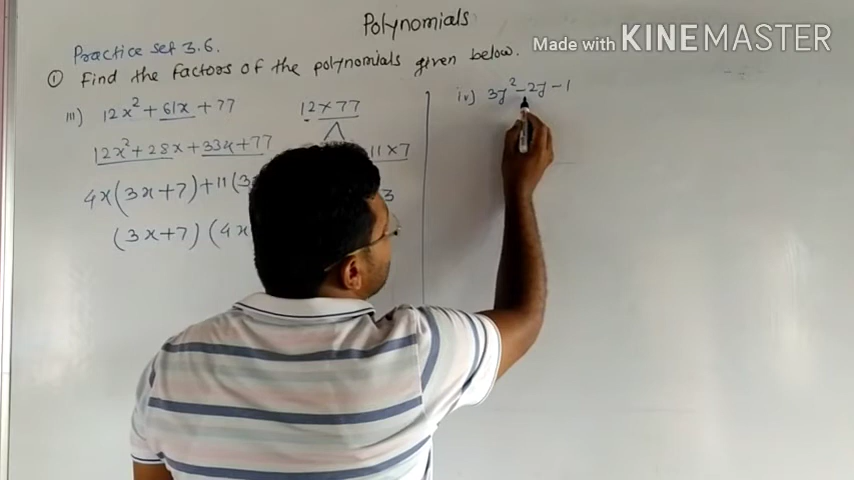 Polynomials
Made with KINEMASTER
Practice set 3.6.
① Find the factors of the polynomials given below.
iii) 12x² + 61x + 77
12 × 77
12x² + 28x + 33x + 77
11 × 7
4x(3x+7)+11(3
3
(3x+7) (4x
iv) 3y² - 2y - 1